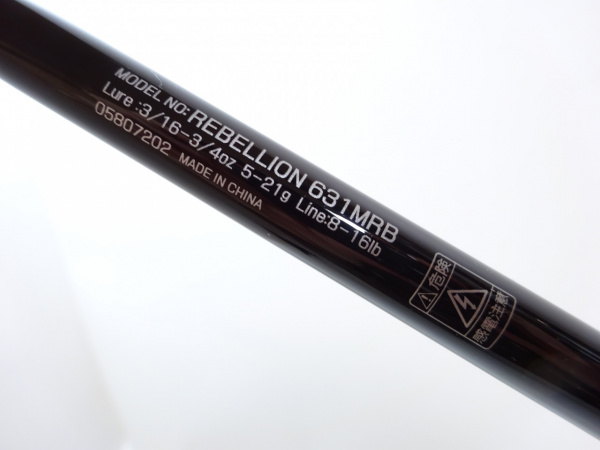 MODEL NO: REBELLION 631MRB
Lure :3/16-3/4oz 5-21g Line:8-16lb
05807202 MADE IN CHINA
危険
感電注意